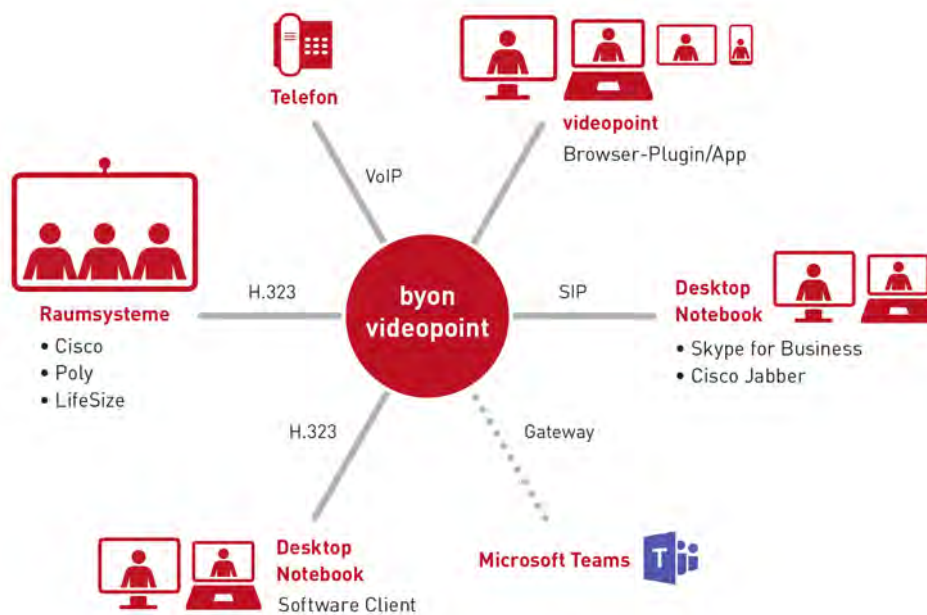 Telefon
videopoint
Browser-Plugin/App
VoIP
Raumsysteme
• Cisco
• Poly
• LifeSize
H.323
byon
videopoint
SIP
Desktop
Notebook
• Skype for Business
• Cisco Jabber
H.323
Gateway
Desktop
Notebook
Software Client
Microsoft Teams
T